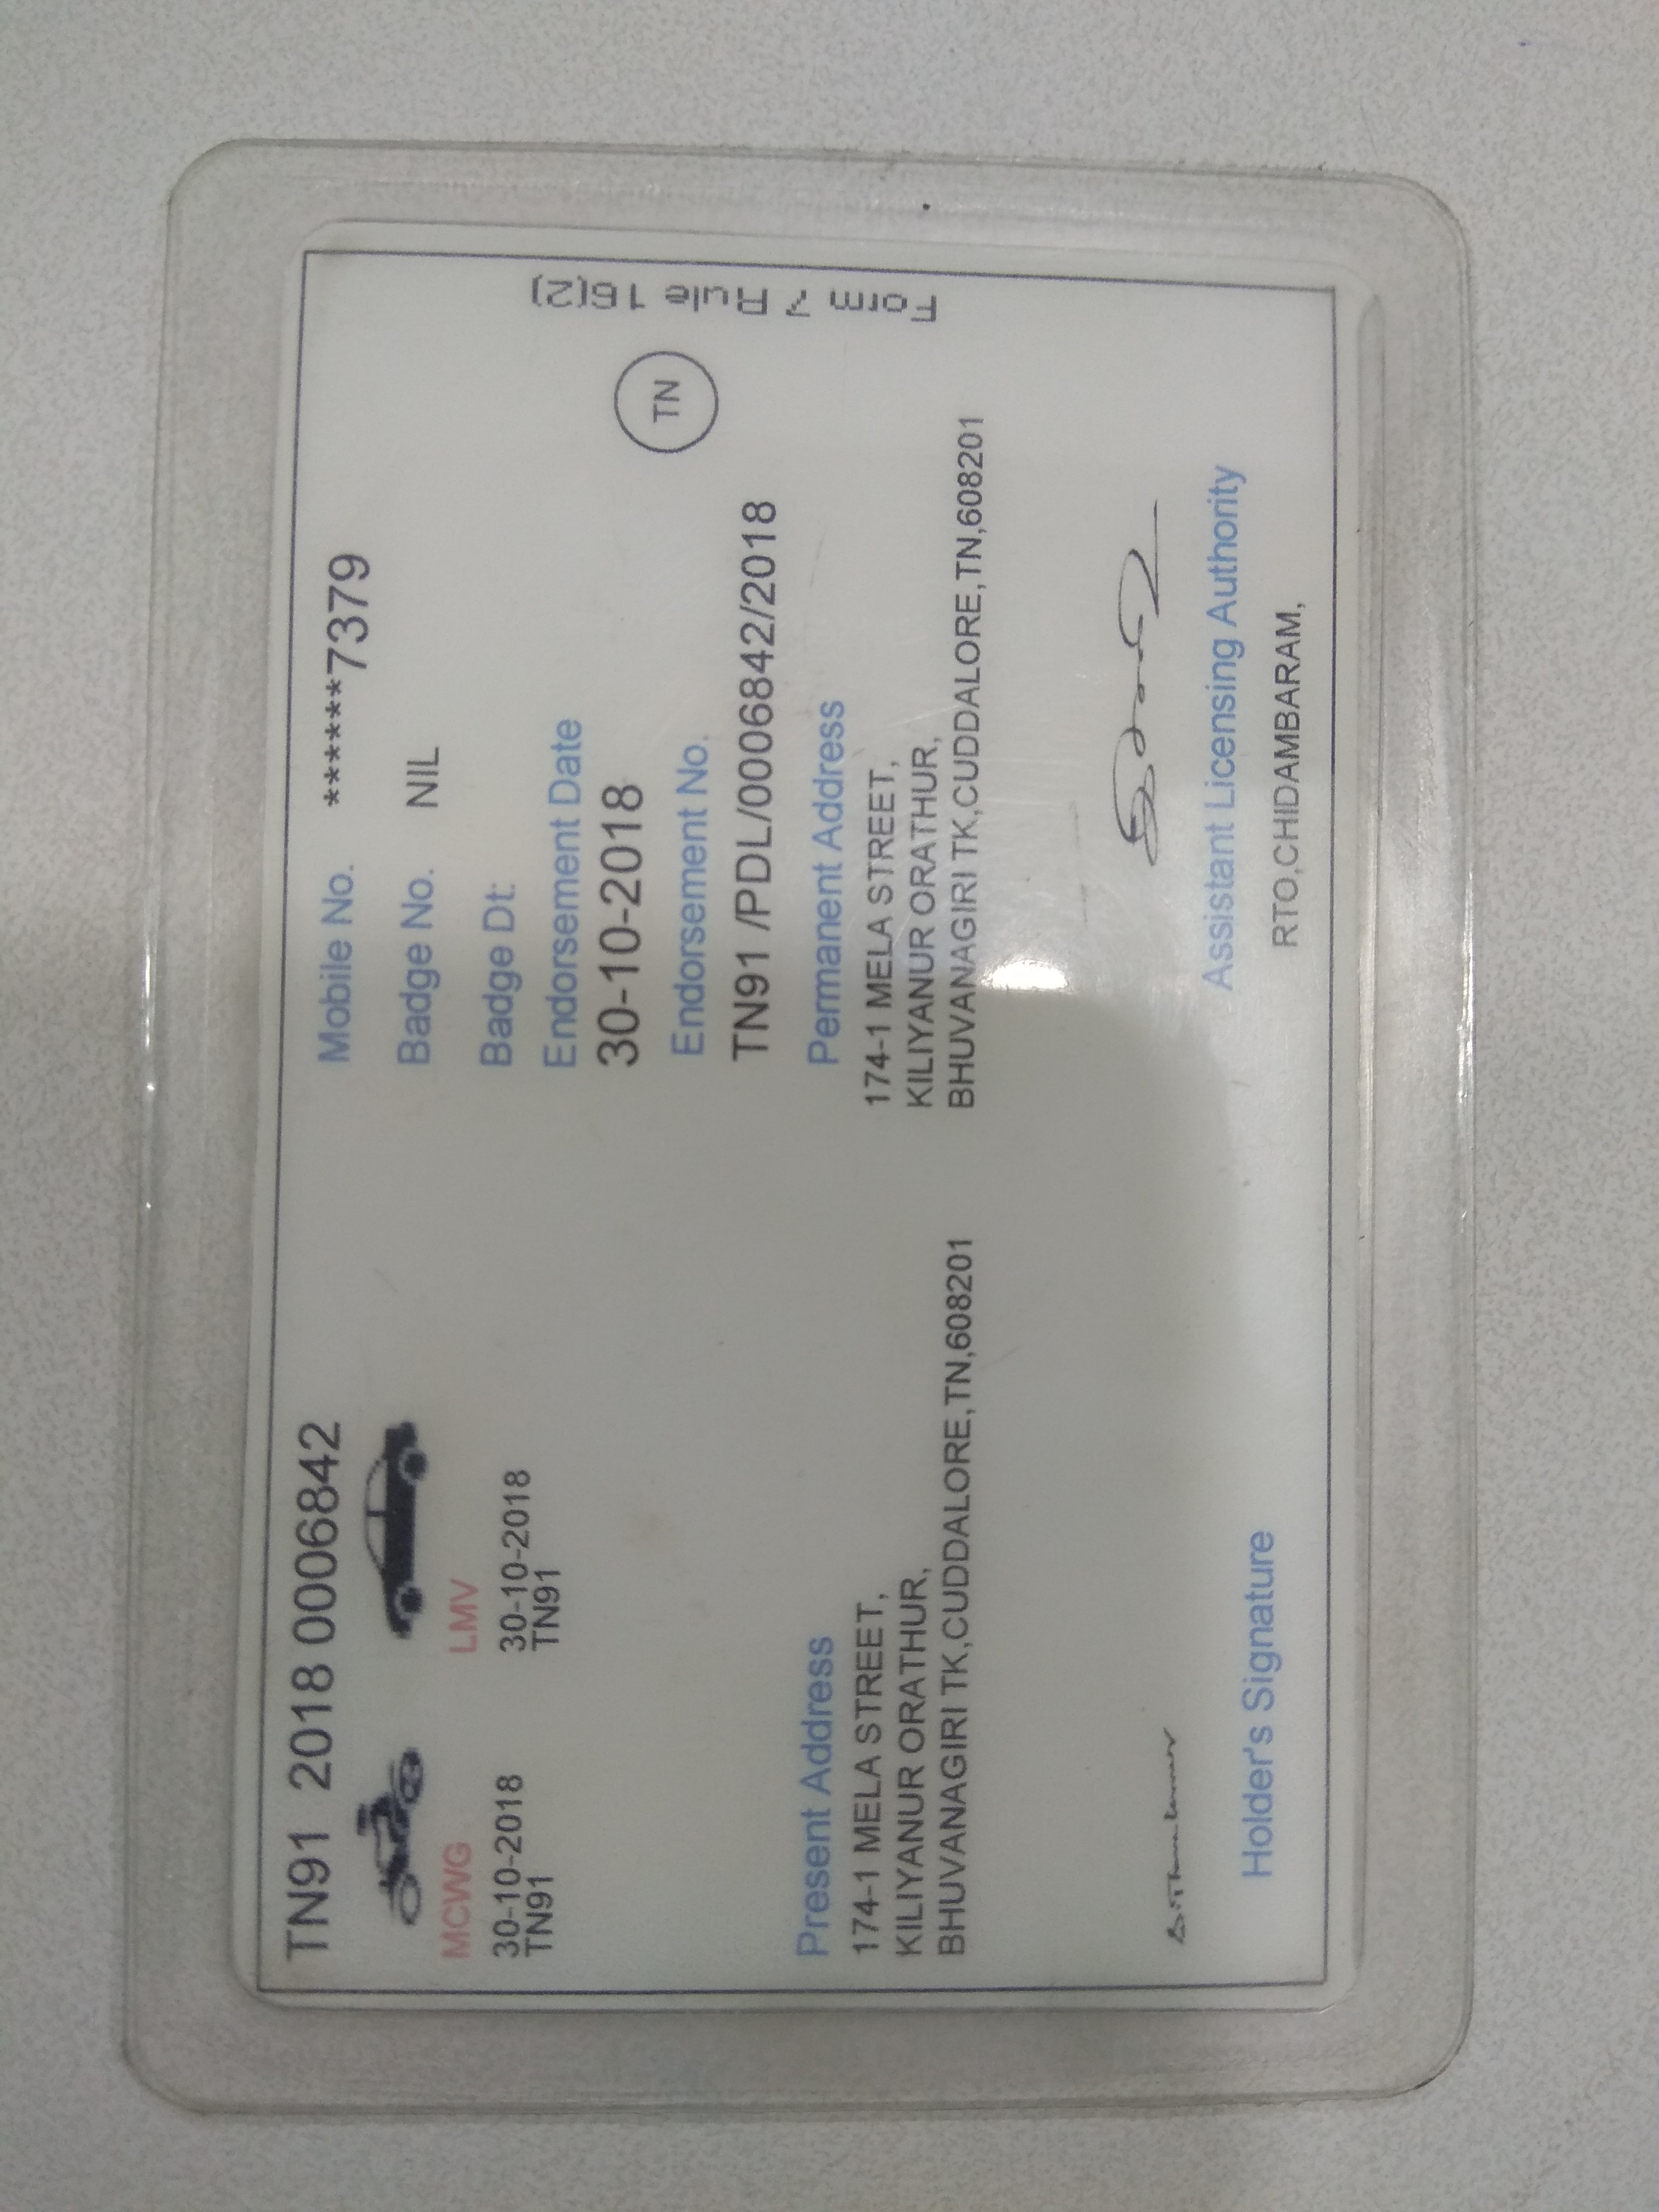 TN91 2018 0006842
MCWG
30-10-2018
TN91
LMV
30-10-2018
TN91
Mobile No. ******7379
Badge No. NIL
Badge Dt:
Endorsement Date
30-10-2018
Endorsement No.
TN91 /PDL/0006842/2018
TN
Form 7 Rule 16(2)
Present Address
174-1 MELA STREET,
KILIYANUR ORATHUR,
BHUVANAGIRI TK,CUDDALORE,TN,608201
Permanent Address
174-1 MELA STREET,
KILIYANUR ORATHUR,
BHUVANAGIRI TK,CUDDALORE,TN,608201
Holder's Signature
Assistant Licensing Authority
RTO,CHIDAMBARAM,